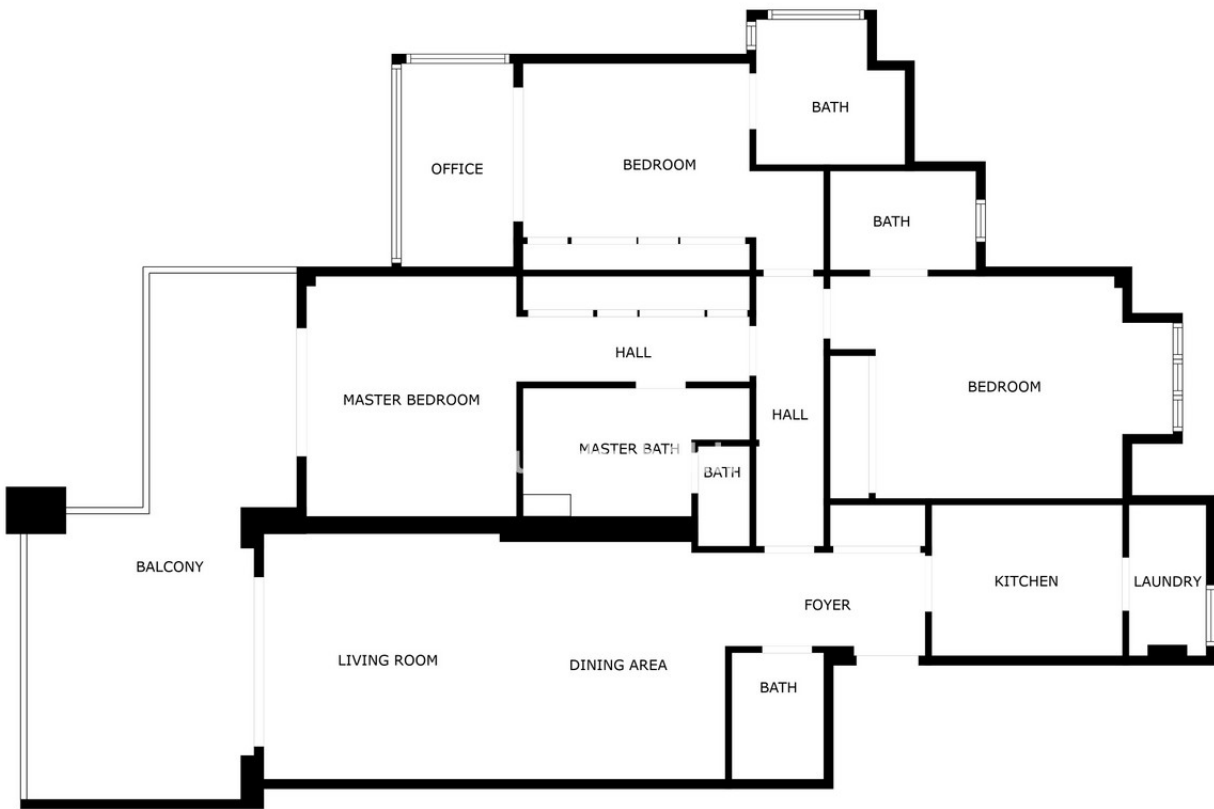 BATH
OFFICE
BEDROOM
BATH
HALL
MASTER BEDROOM
BEDROOM
HALL
MASTER BATH
BATH
BALCONY
FOYER
KITCHEN
LAUNDRY
LIVING ROOM
DINING AREA
BATH